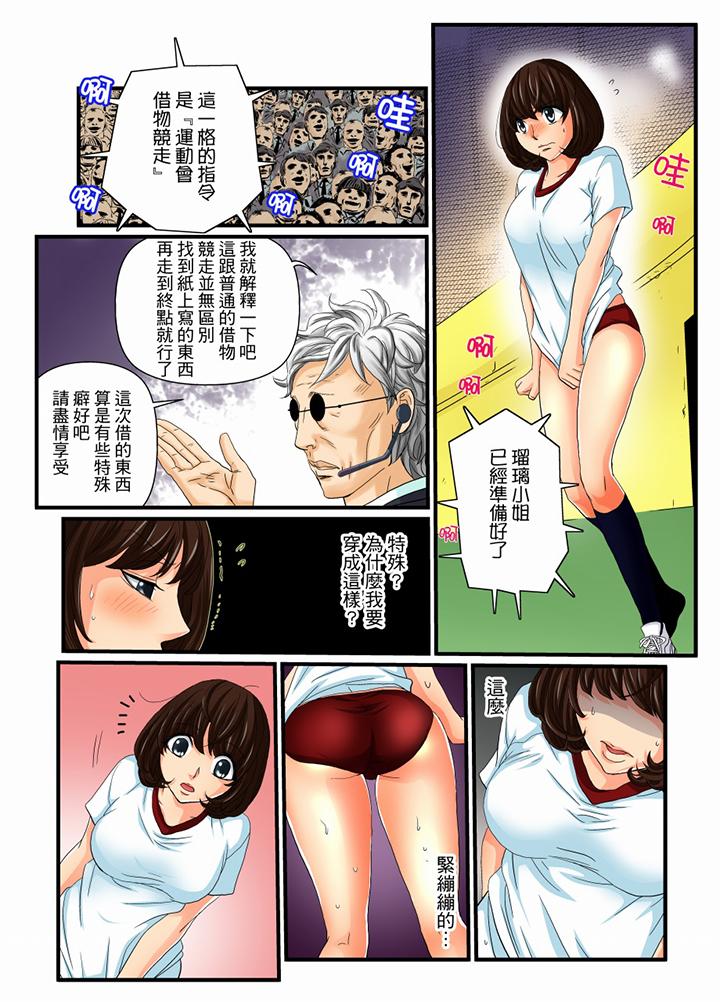 哇
啊
啊
啊
啊
瑠璃小姐
已經準備好了
這一格的指令
是『運動會
借物競走』
哇
啊
啊
啊
啊
我就解釋一下吧
這跟普通的借物
競走並無區別
找到紙上寫的東西
再走到終點就行了
這次借的東西
算是有些特殊
癖好吧
請盡情享受
特殊?
為什麼我要
穿成這樣?
這麼
緊繃繃的…